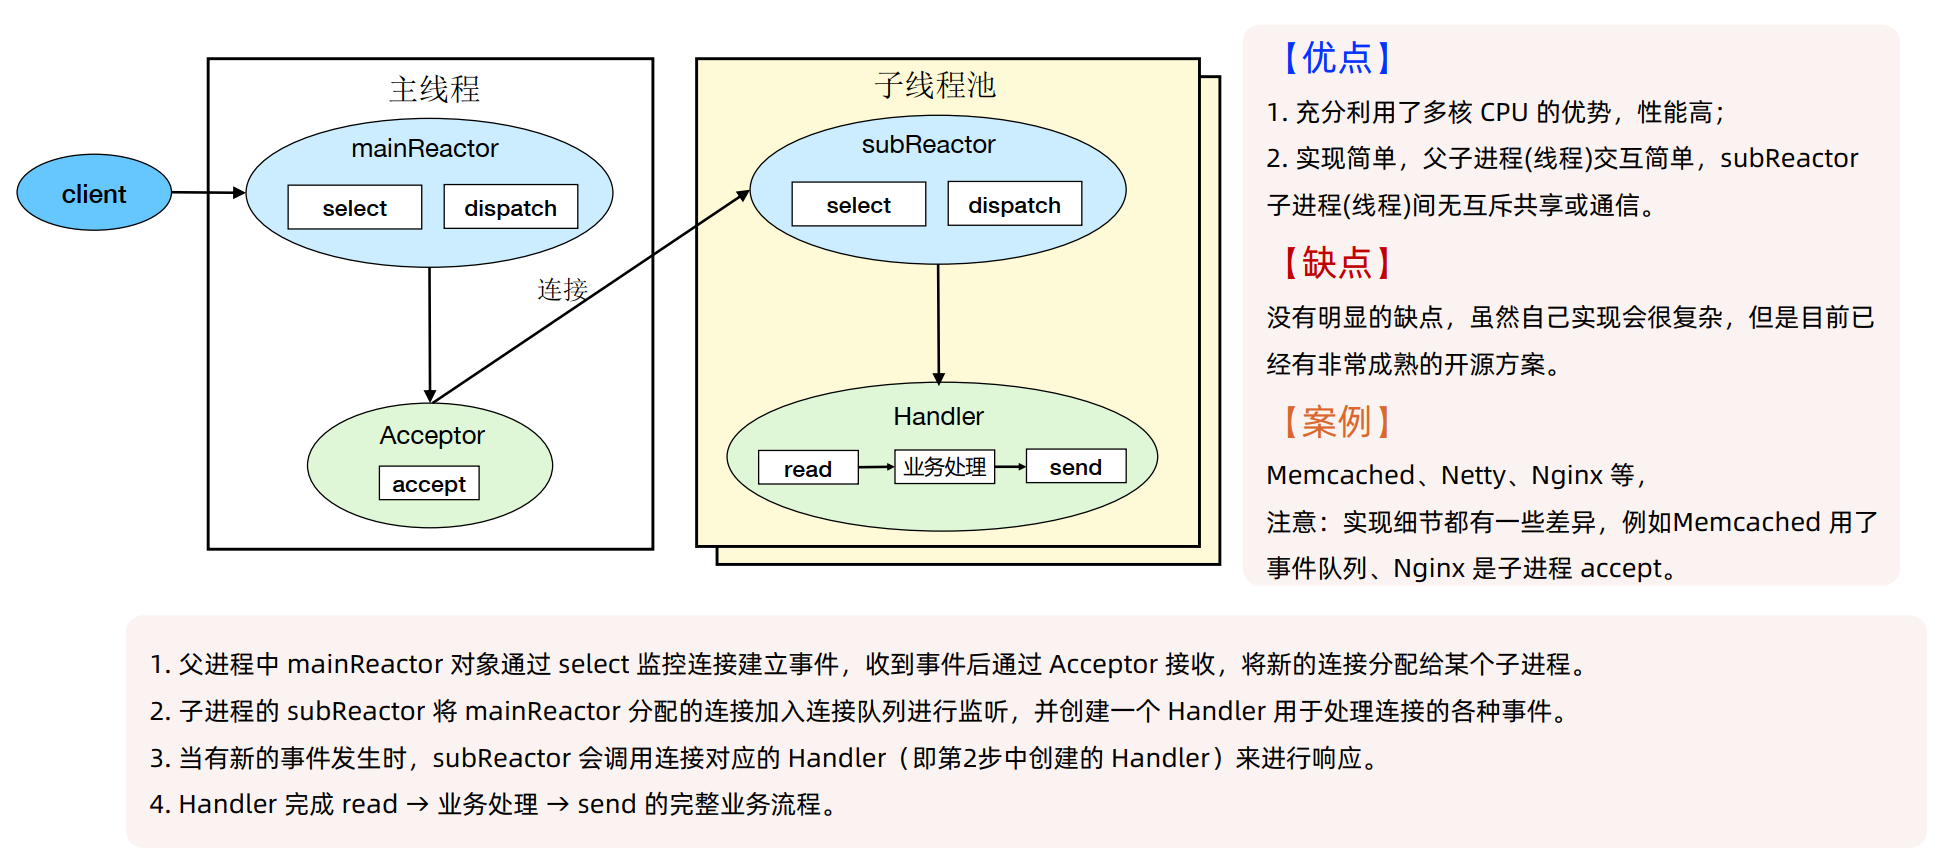 client
主线程
mainReactor
select
dispatch
连接
Acceptor
accept
子线程池
subReactor
select
dispatch
Handler
read
业务处理
send
【优点】
1. 充分利用了多核 CPU 的优势，性能高；
2. 实现简单，父子进程(线程)交互简单，subReactor
子进程(线程)间无互斥共享或通信。
【缺点】
没有明显的缺点，虽然自己实现会很复杂，但是目前已
经有非常成熟的开源方案。
【案例】
Memcached、Netty、Nginx 等，
注意：实现细节都有一些差异，例如Memcached 用了
事件队列、Nginx 是子进程 accept。
1. 父进程中 mainReactor 对象通过 select 监控连接建立事件，收到事件后通过 Acceptor 接收，将新的连接分配给某个子进程。
2. 子进程的 subReactor 将 mainReactor 分配的连接加入连接队列进行监听，并创建一个 Handler 用于处理连接的各种事件。
3. 当有新的事件发生时，subReactor 会调用连接对应的 Handler（即第2步中创建的 Handler）来进行响应。
4. Handler 完成 read → 业务处理 → send 的完整业务流程。